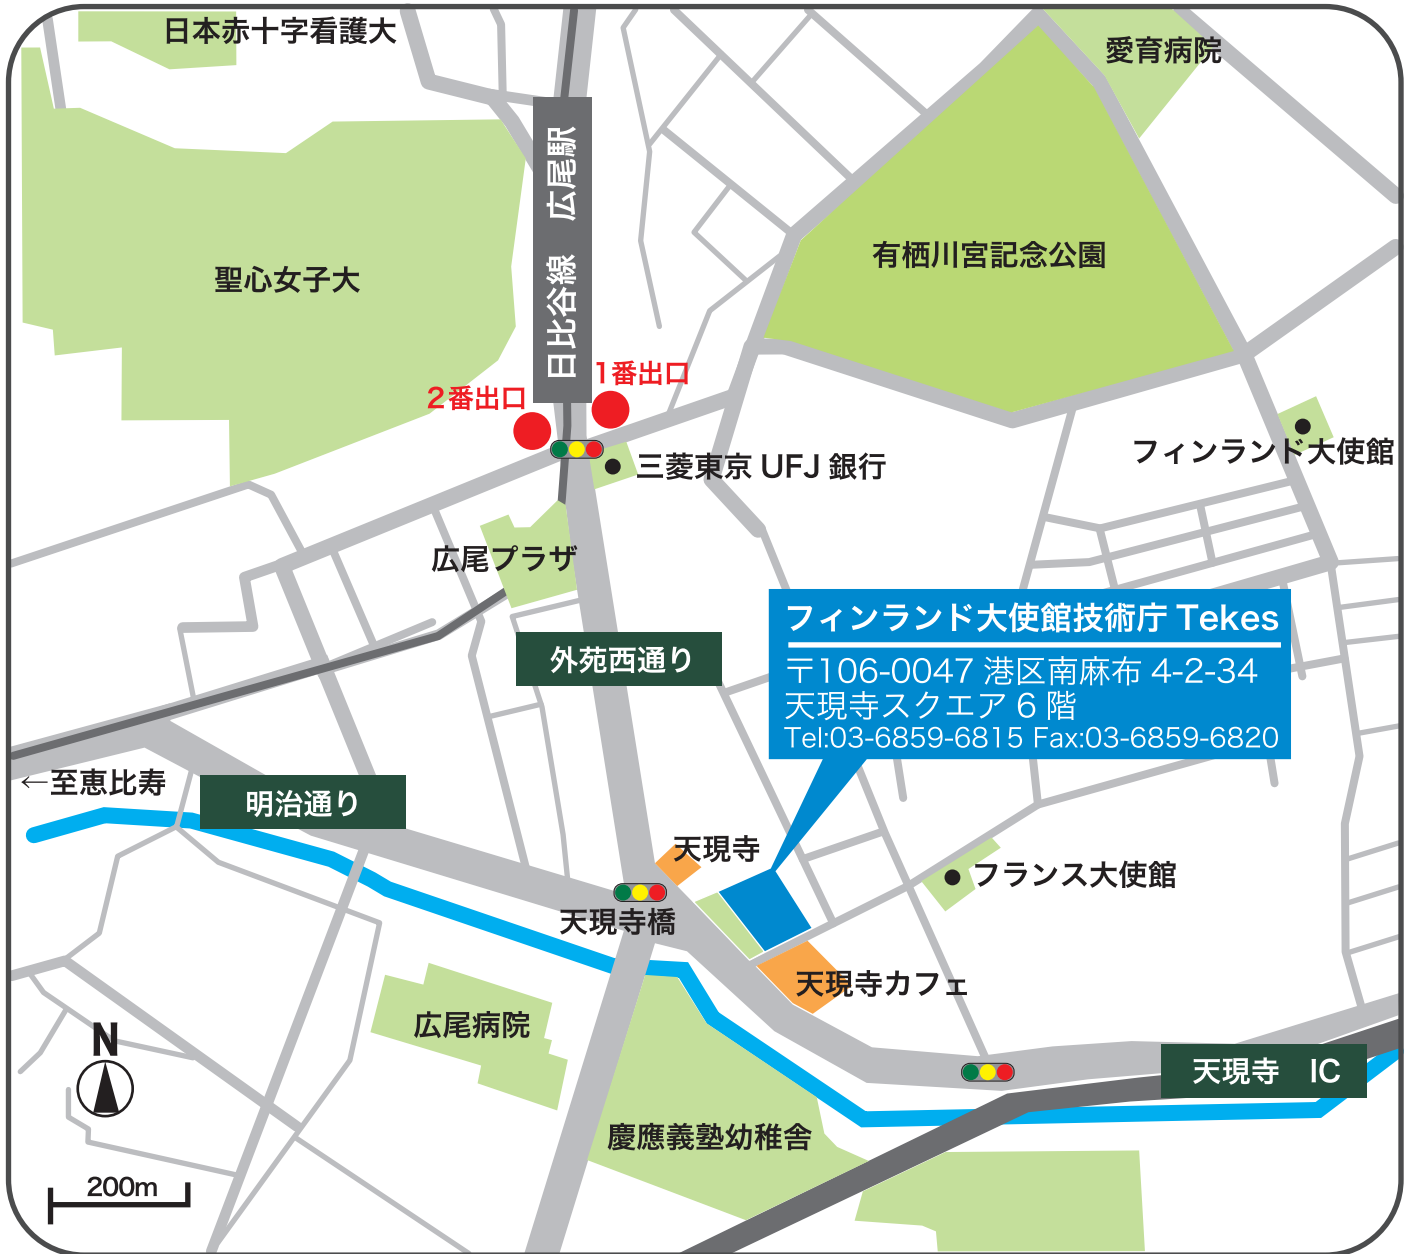 日本赤十字看護大
愛育病院
日比谷線　広尾駅
有栖川宮記念公園
聖心女子大
1番出口
2番出口
フィンランド大使館
三菱東京 UFJ 銀行
広尾プラザ
フィンランド大使館技術庁 Tekes
〒106-0047 港区南麻布 4-2-34
天現寺スクエア 6 階
Tel:03-6859-6815 Fax:03-6859-6820
外苑西通り
←至恵比寿
明治通り
天現寺
フランス大使館
天現寺橋
天現寺カフェ
広尾病院
N
天現寺　IC
慶應義塾幼稚舎
200m